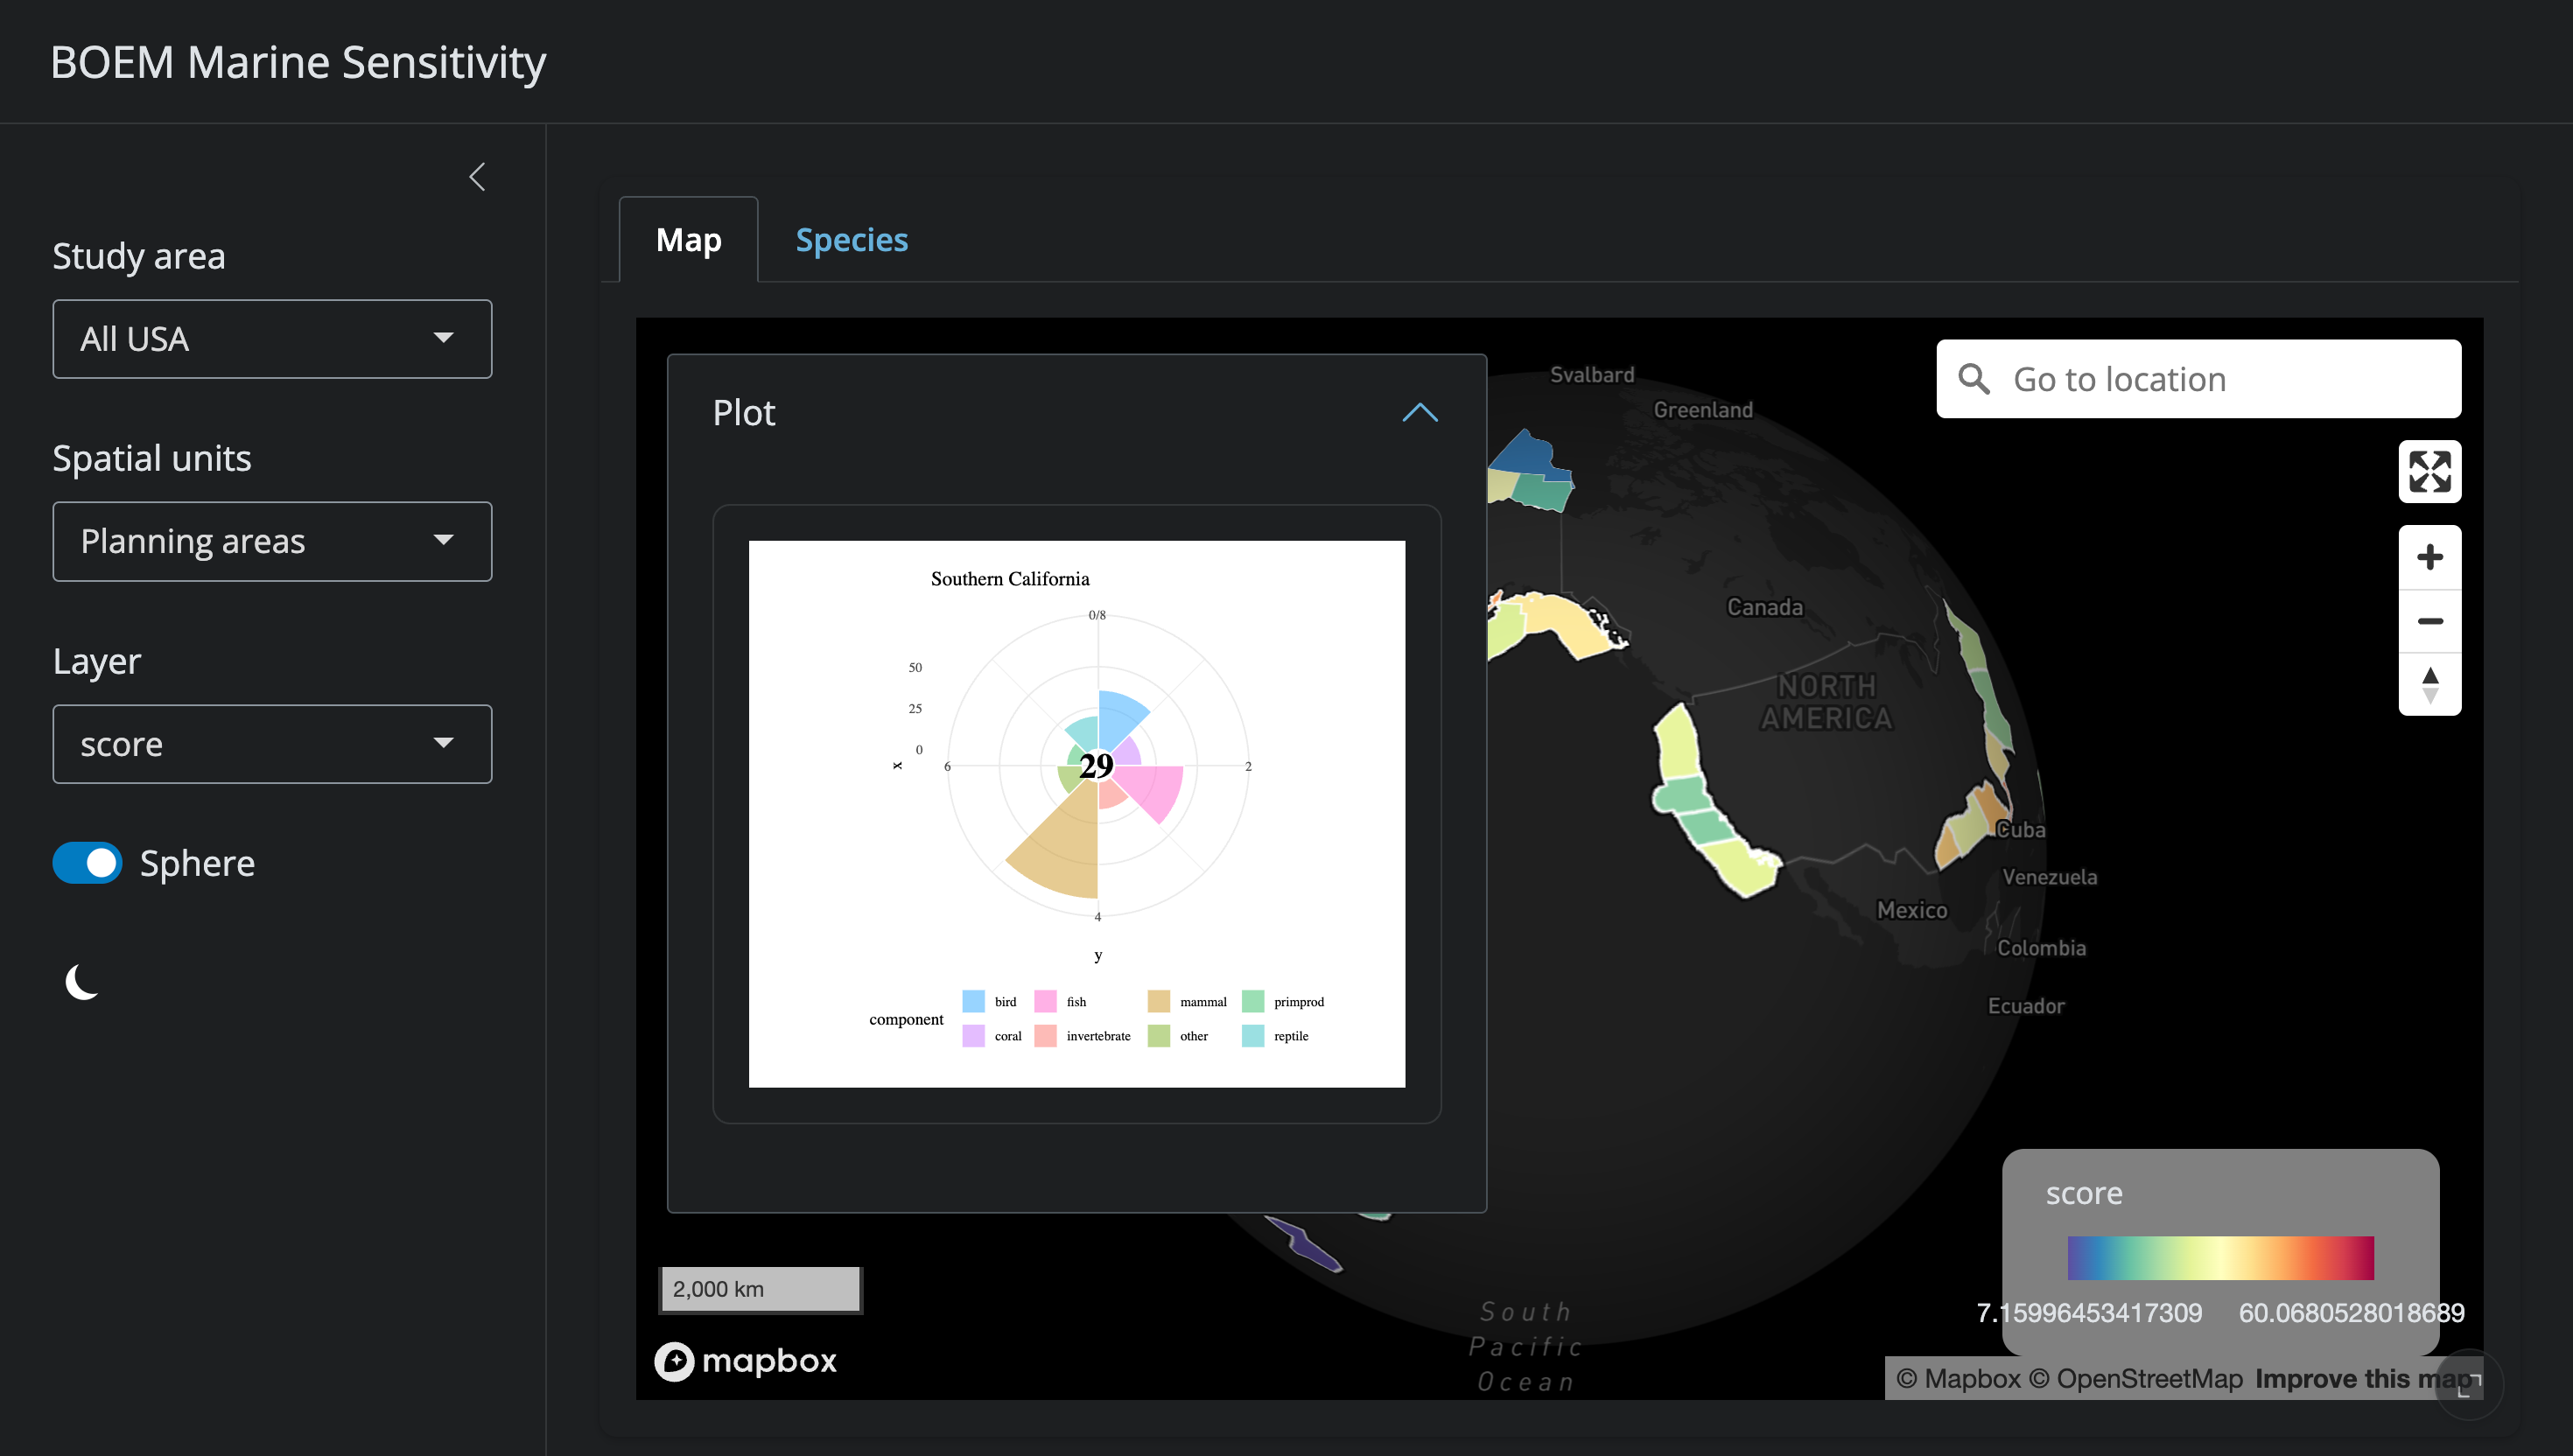 BOEM Marine Sensitivity
Study area
All USA
Spatial units
Planning areas
Layer
score
Sphere
Map
Species
Plot
Southern California
0/8
50
25
0
x
6
29
2
4
y
component
bird
fish
mammal
primprod
coral
invertebrate
other
reptile
Go to location
Svalbard
Greenland
Canada
NORTH
AMERICA
Cuba
Venezuela
Mexico
Colombia
Ecuador
South
Pacific
Ocean
score
7.15996453417309
60.0680528018689
2,000 km
mapbox
© Mapbox © OpenStreetMap Improve this map